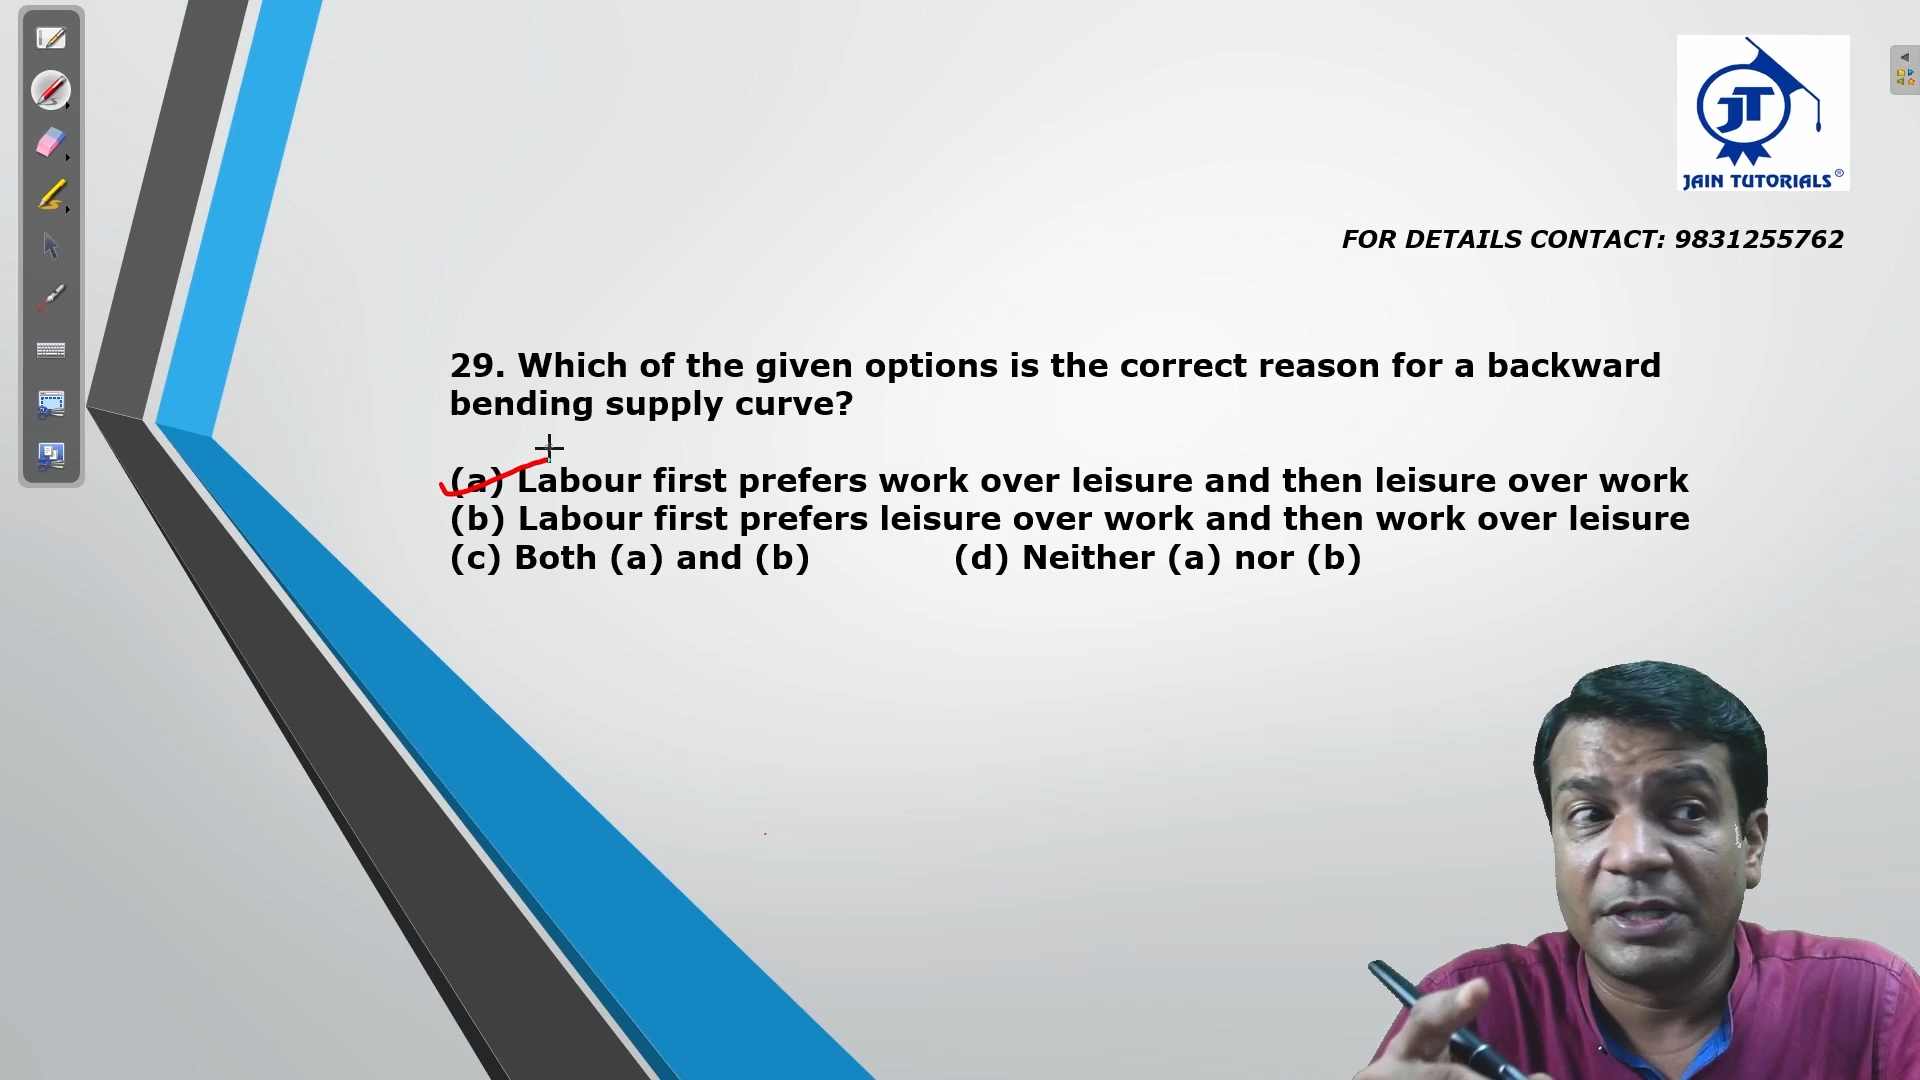 JT
JAIN TUTORIALS®
FOR DETAILS CONTACT: 9831255762
29. Which of the given options is the correct reason for a backward
bending supply curve?
(a) Labour first prefers work over leisure and then leisure over work
(b) Labour first prefers leisure over work and then work over leisure
(c) Both (a) and (b) (d) Neither (a) nor (b)